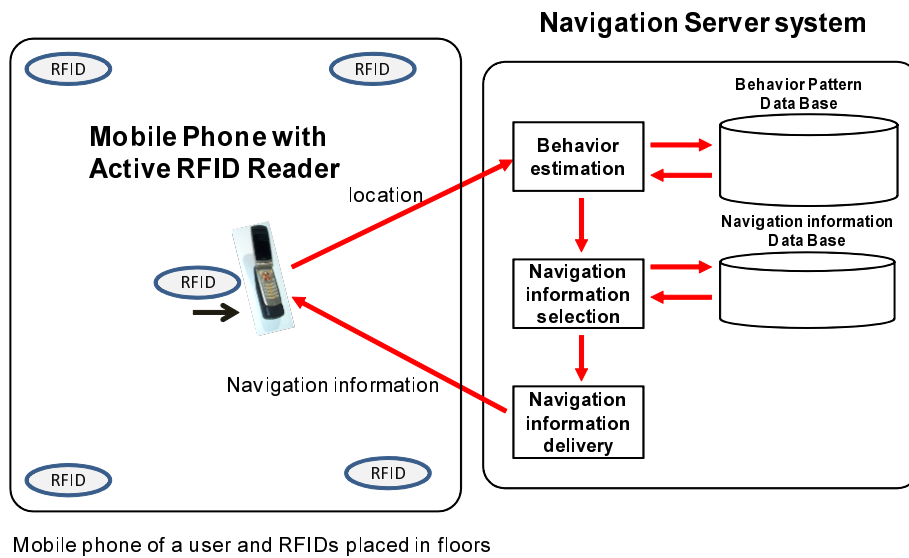 Navigation Server system
RFID
RFID
Mobile Phone with
Active RFID Reader
location
RFID
Navigation information
RFID
RFID
Behavior Pattern
Data Base
Behavior
estimation
Navigation information
Data Base
Navigation
information
selection
Navigation
information
delivery
Mobile phone of a user and RFIDs placed in floors